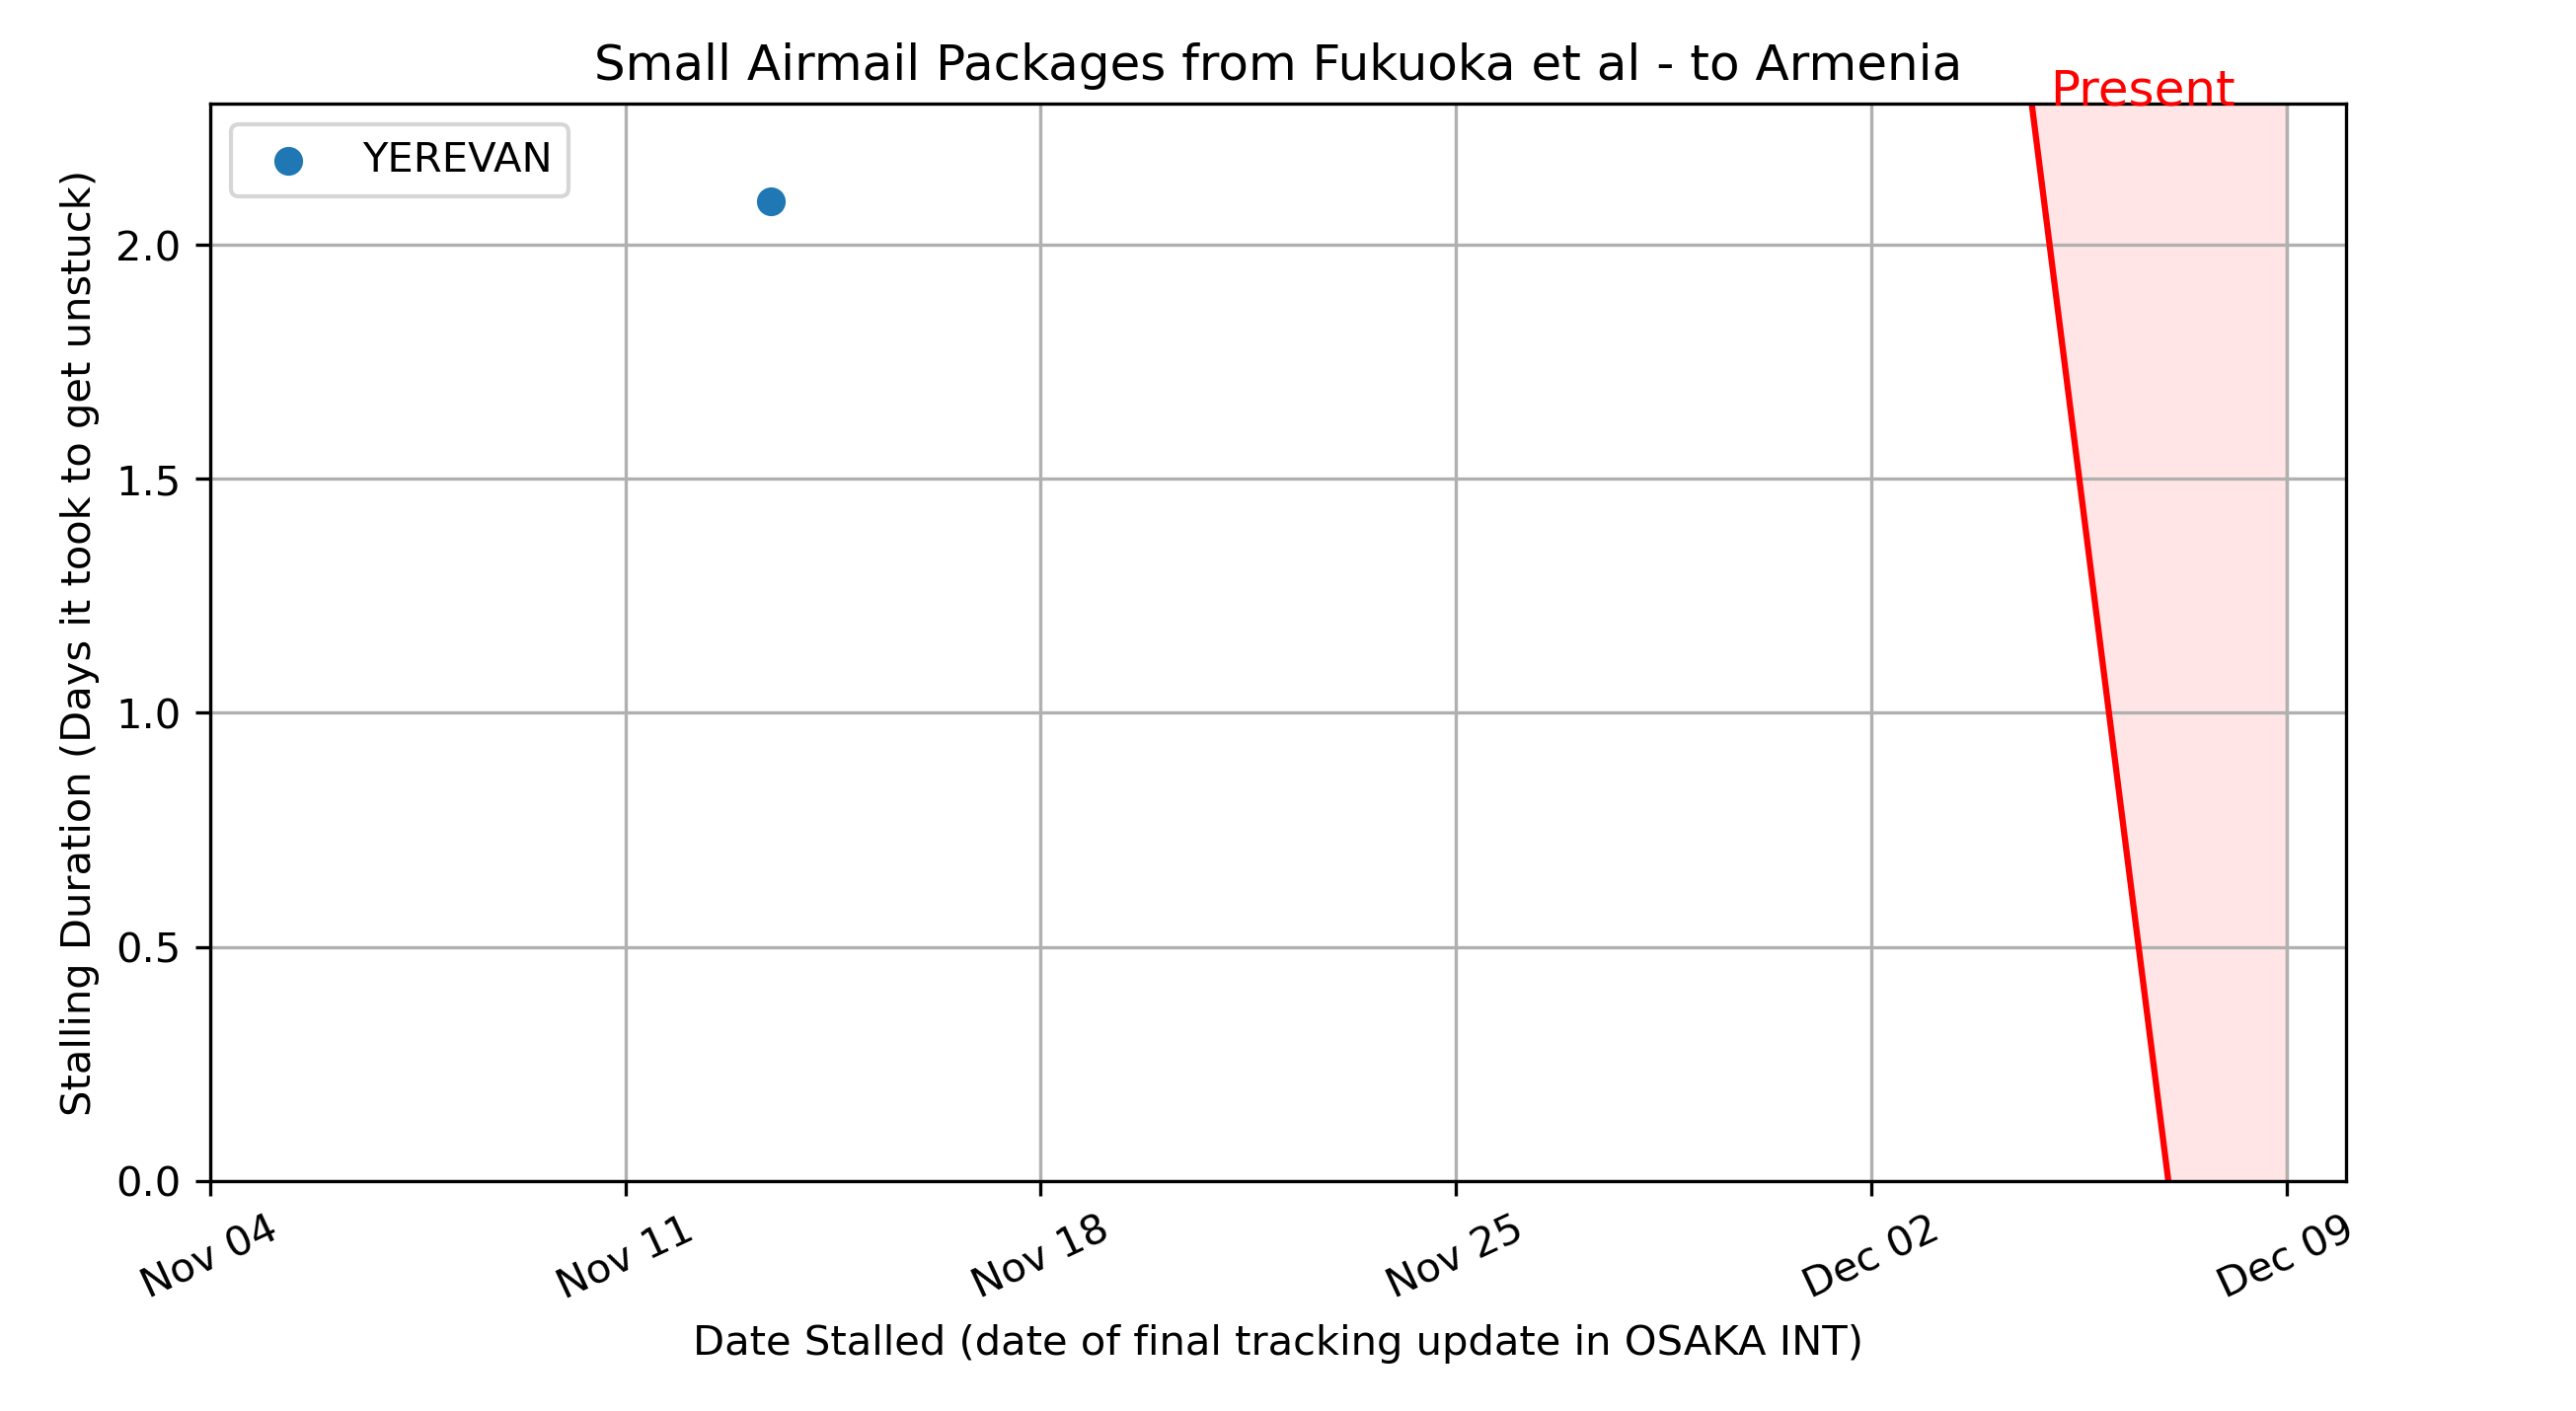 Small Airmail Packages from Fukuoka et al - to Armenia
Present
YEREVAN
Stalling Duration (Days it took to get unstuck)
2.0
1.5
1.0
0.5
0.0
Nov 04
Nov 11
Nov 18
Nov 25
Dec 02
Dec 09
Date Stalled (date of final tracking update in OSAKA INT)